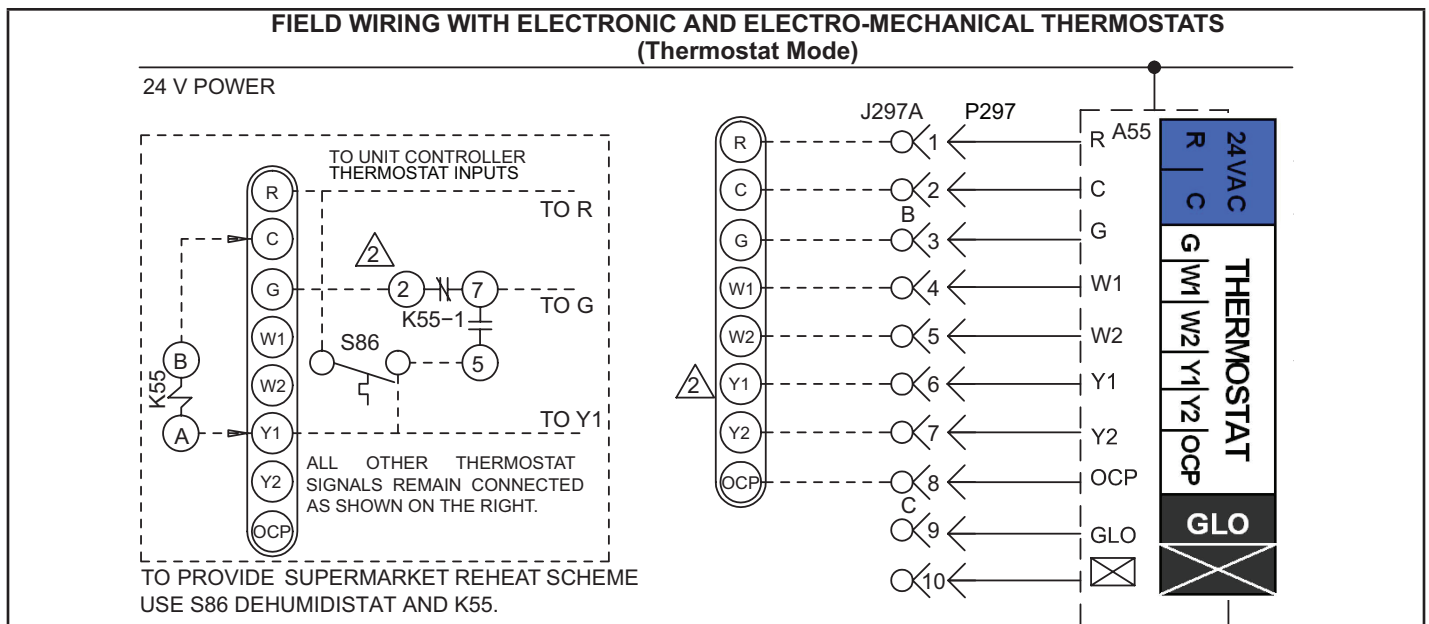 FIELD WIRING WITH ELECTRONIC AND ELECTRO-MECHANICAL THERMOSTATS
(Thermostat Mode)
24 V POWER
TO UNIT CONTROLLER
THERMOSTAT INPUTS
R
TO R
C
2
G
2
7
TO G
K55-1
W1
S86
5
B
K55
W2
A
Y1
TO Y1
Y2
ALL OTHER THERMOSTAT
SIGNALS REMAIN CONNECTED
AS SHOWN ON THE RIGHT.
OCP
TO PROVIDE SUPERMARKET REHEAT SCHEME
USE S86 DEHUMIDISTAT AND K55.
J297A P297
A55
R 1 R
C 2 C
B
G 3 G
W1 4 W1
W2 5 W2
2
Y1 6 Y1
Y2 7 Y2
OCP 8 OCP
C
9 GLO
10
24VAC
R C
THERMOSTAT
G W1 W2 Y1 Y2 OCP
GLO